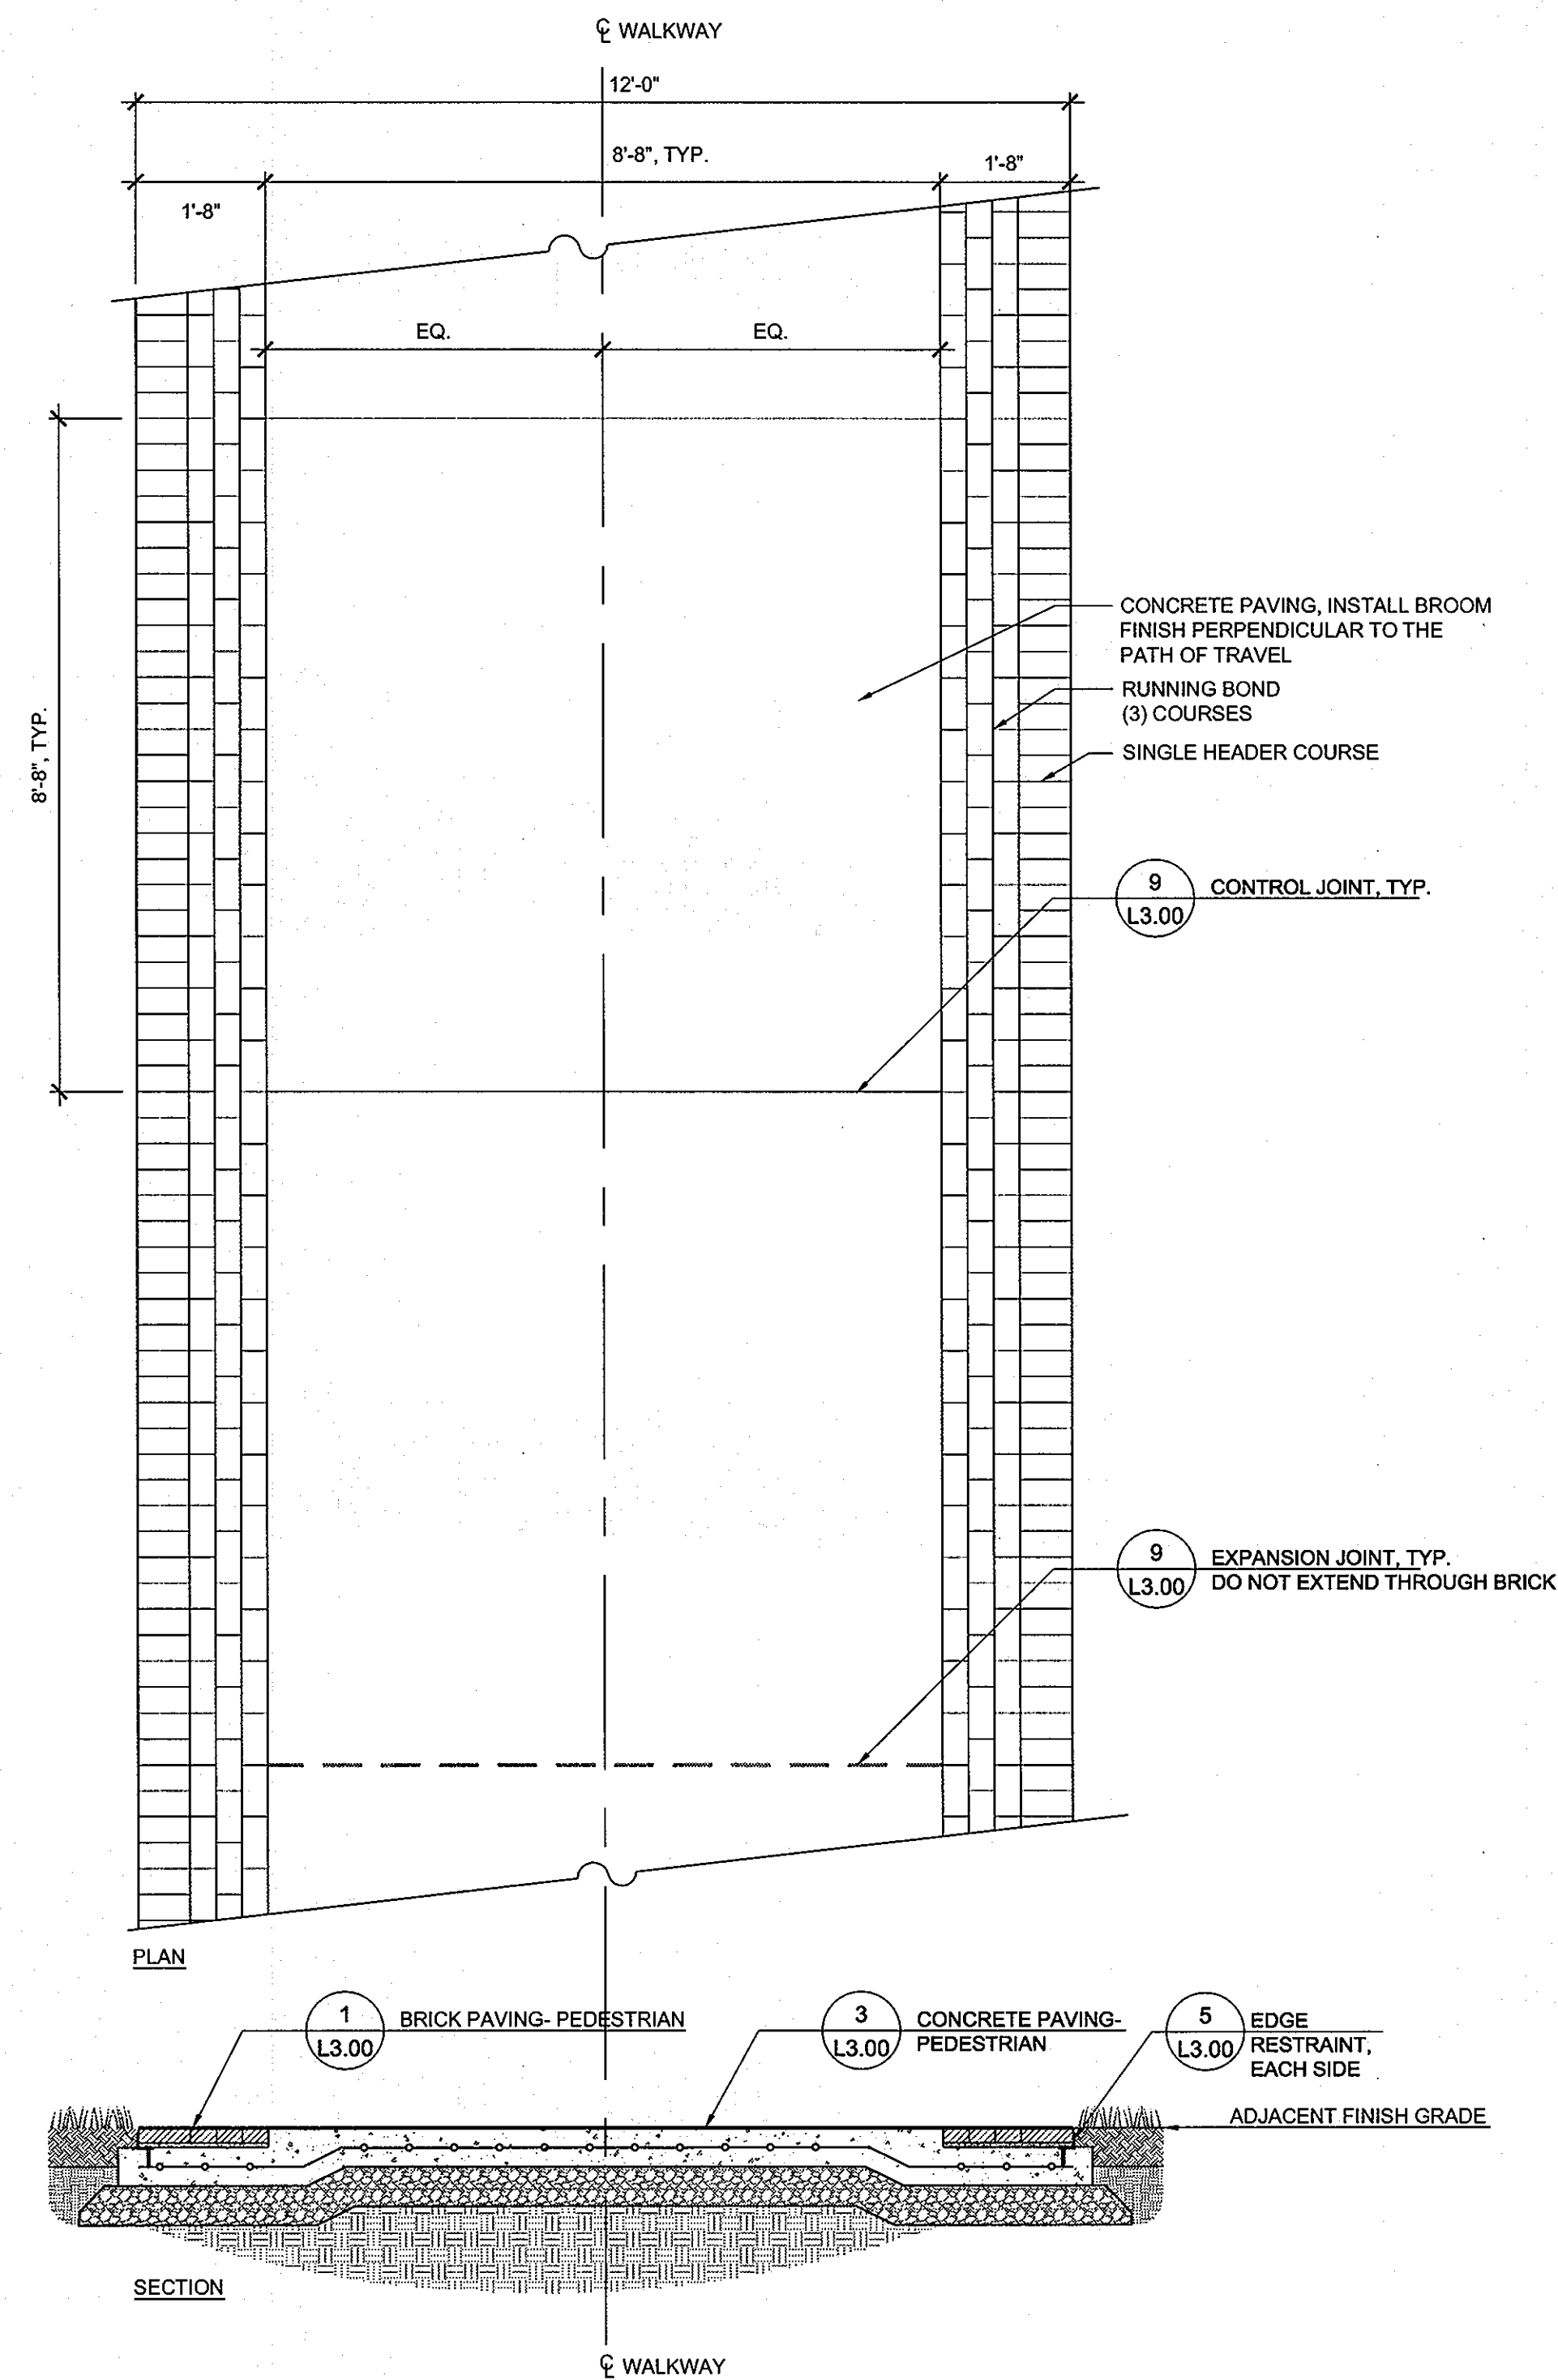 ℄ WALKWAY
12'-0"
8'-8", TYP.
1'-8"
1'-8"
EQ.
EQ.
8'-8", TYP.
CONCRETE PAVING, INSTALL BROOM
FINISH PERPENDICULAR TO THE
PATH OF TRAVEL
RUNNING BOND
(3) COURSES
SINGLE HEADER COURSE
9
L3.00
CONTROL JOINT, TYP.
9
L3.00
EXPANSION JOINT, TYP.
DO NOT EXTEND THROUGH BRICK
PLAN
1
L3.00
BRICK PAVING- PEDESTRIAN
3
L3.00
CONCRETE PAVING-
PEDESTRIAN
5
L3.00
EDGE
RESTRAINT,
EACH SIDE
ADJACENT FINISH GRADE
SECTION
℄ WALKWAY